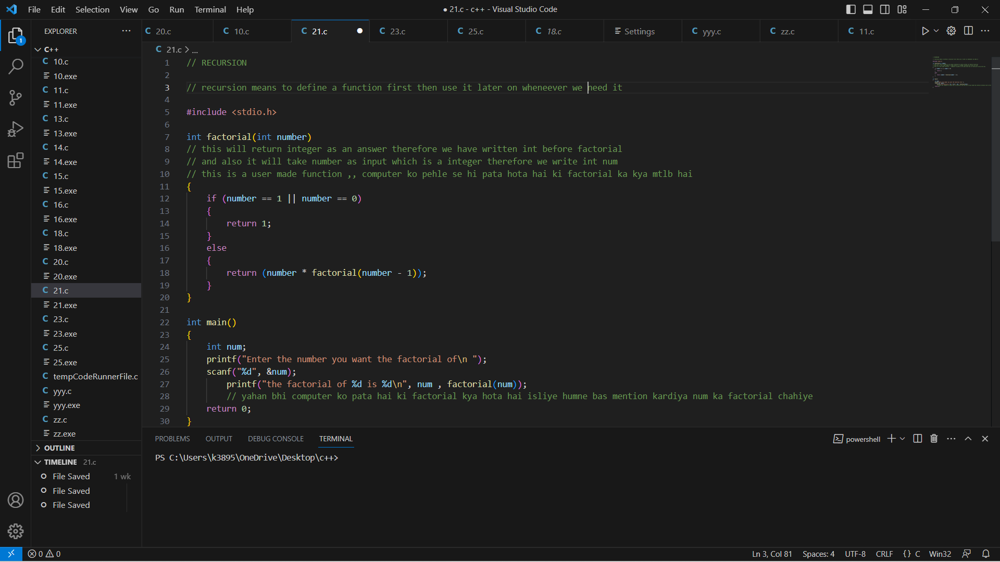 File Edit Selection View Go Run Terminal Help
● 21.c - c++ - Visual Studio Code
EXPLORER
C 20.c
C 10.c
C 21.c
C 23.c
C 25.c
C 18.c
Settings
C yyy.c
C zz.c
C 11.c
1
C++
C 10.c
10.exe
C 11.c
11.exe
C 13.c
13.exe
C 14.c
14.exe
C 15.c
15.exe
C 16.c
16.exe
C 18.c
18.exe
C 20.c
20.exe
C 21.c
21.exe
C 23.c
23.exe
C 25.c
25.exe
C tempCodeRunnerFile.c
C yyy.c
yyy.exe
C zz.c
zz.exe
OUTLINE
TIMELINE 21.c
File Saved 1 wk
File Saved
File Saved
C 21.c > ...
1 // RECURSION
2
3 // recursion means to define a function first then use it later on wheneever we need it
4
5 #include <stdio.h>
6
7 int factorial(int number)
8 // this will return integer as an answer therefore we have written int before factorial
9 // and also it will take number as input which is a integer therefore we write int num
10 // this is a user made function ,, computer ko pehle se hi pata hota hai ki factorial ka kya mtlb hai
11 {
12 if (number == 1 || number == 0)
13 {
14 return 1;
15 }
16 else
17 {
18 return (number * factorial(number - 1));
19 }
20 }
21
22 int main()
23 {
24 int num;
25 printf("Enter the number you want the factorial of\n ");
26 scanf("%d", &num);
27 printf("the factorial of %d is %d\n", num , factorial(num));
28 // yahan bhi computer ko pata hai ki factorial kya hota hai isliye humne bas mention kardiya num ka factorial chahiye
29 return 0;
30 }
PROBLEMS OUTPUT DEBUG CONSOLE TERMINAL
powershell
PS C:\Users\k3895\OneDrive\Desktop\c++>
0 0
Ln 3, Col 81 Spaces: 4 UTF-8 CRLF {} C Win32